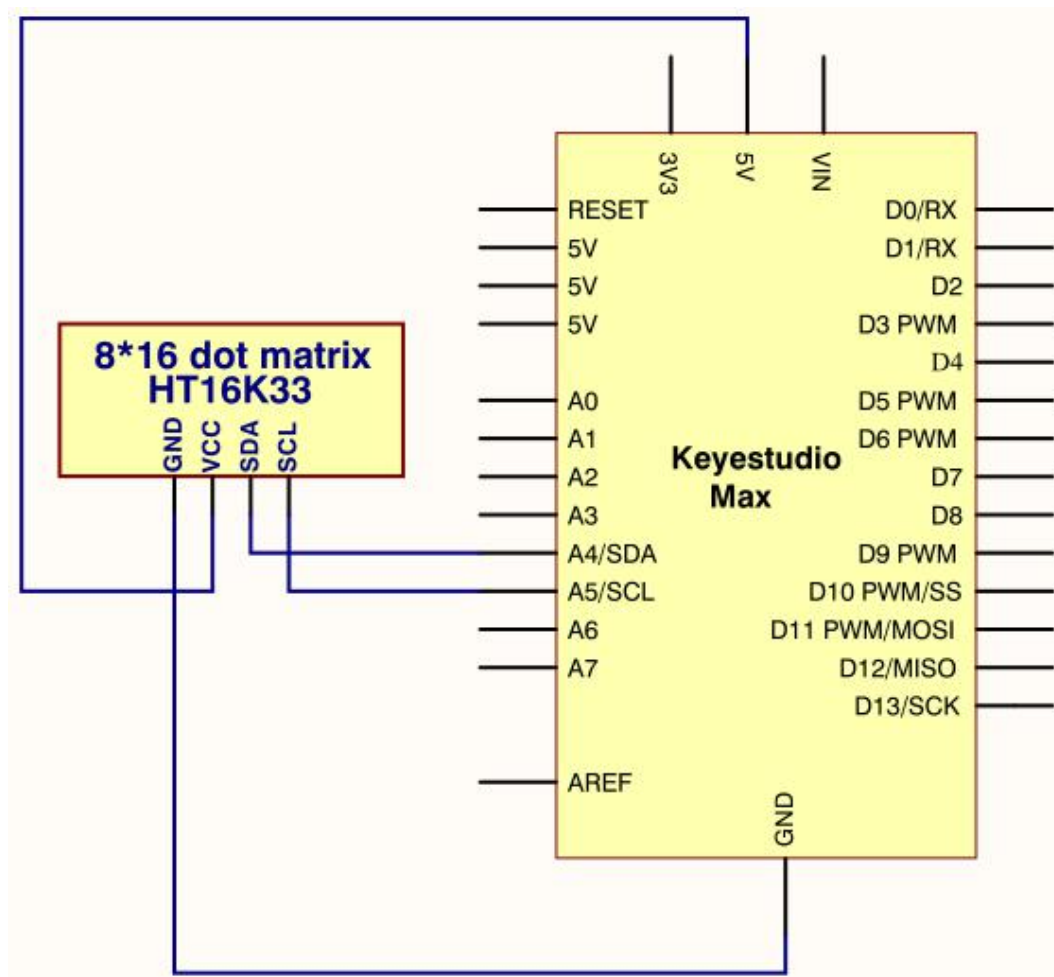 3V3
5V
VIN
RESET
D0/RX
5V
D1/RX
5V
D2
5V
D3 PWM
D4
8*16 dot matrix
HT16K33
GND
VCC
SDA
SCL
A0
D5 PWM
A1
D6 PWM
Keyestudio
Max
A2
D7
A3
D8
A4/SDA
D9 PWM
A5/SCL
D10 PWM/SS
A6
D11 PWM/MOSI
A7
D12/MISO
D13/SCK
AREF
GND